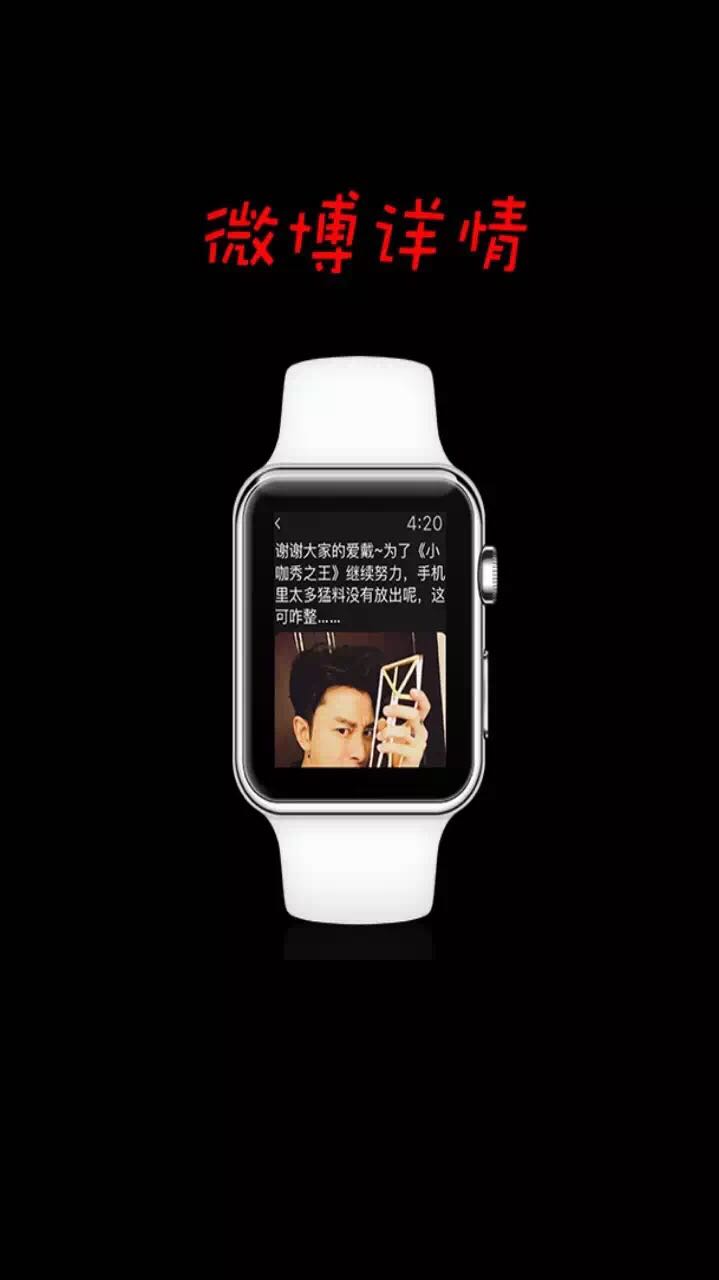 微博详情
‹ 4:20
谢谢大家的爱戴~为了《小
咖秀之王》继续努力，手机
里太多猛料没有放出呢，这
可咋整......